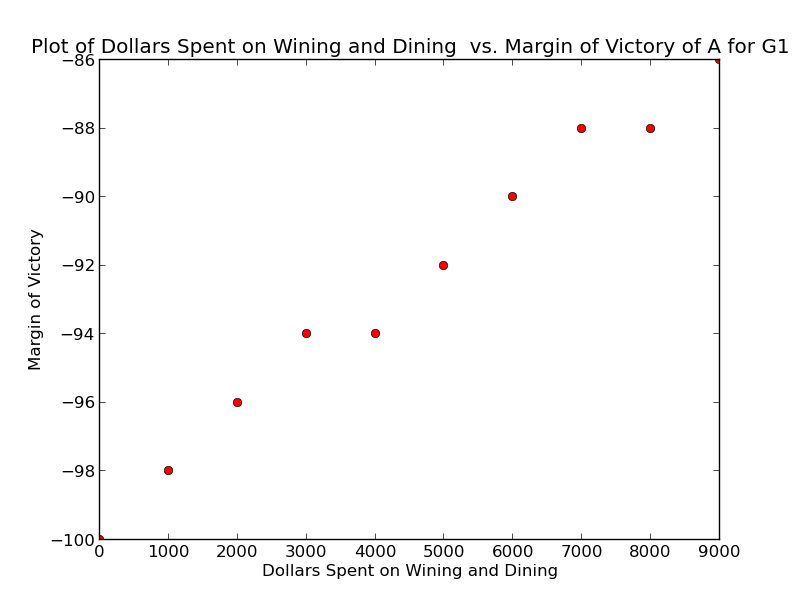 Plot of Dollars Spent on Wining and Dining  vs. Margin of Victory of A for G1
−86
−88
−90
−92
−94
−96
−98
−100
Margin of Victory
0 1000 2000 3000 4000 5000 6000 7000 8000 9000
Dollars Spent on Wining and Dining